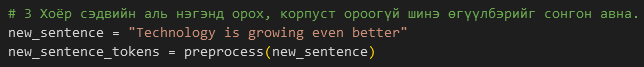 # 3 Хоёр сэдвийн аль нэгэнд орох, корпуст ороогүй шинэ өгүүлбэрийг сонгон авна.
new_sentence = "Technology is growing even better"
new_sentence_tokens = preprocess(new_sentence)